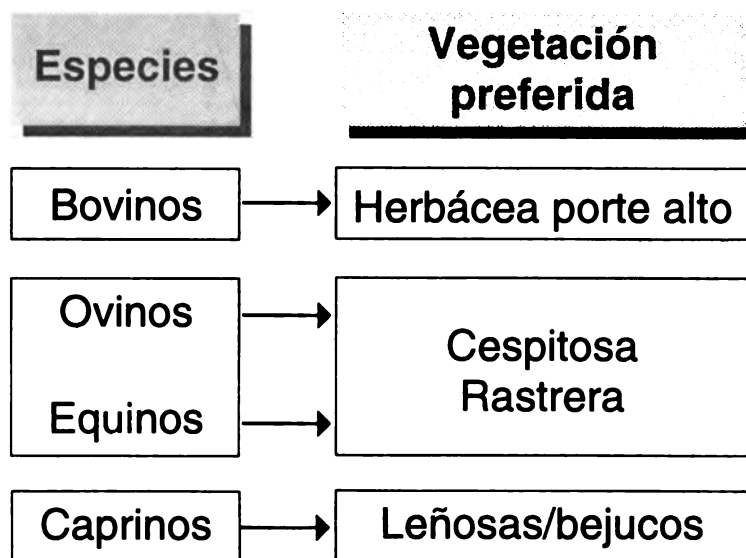 Especies
Vegetación
preferida
Bovinos
Herbácea porte alto
Ovinos
Equinos
Cespitosa
Rastrera
Caprinos
Leñosas/bejucos